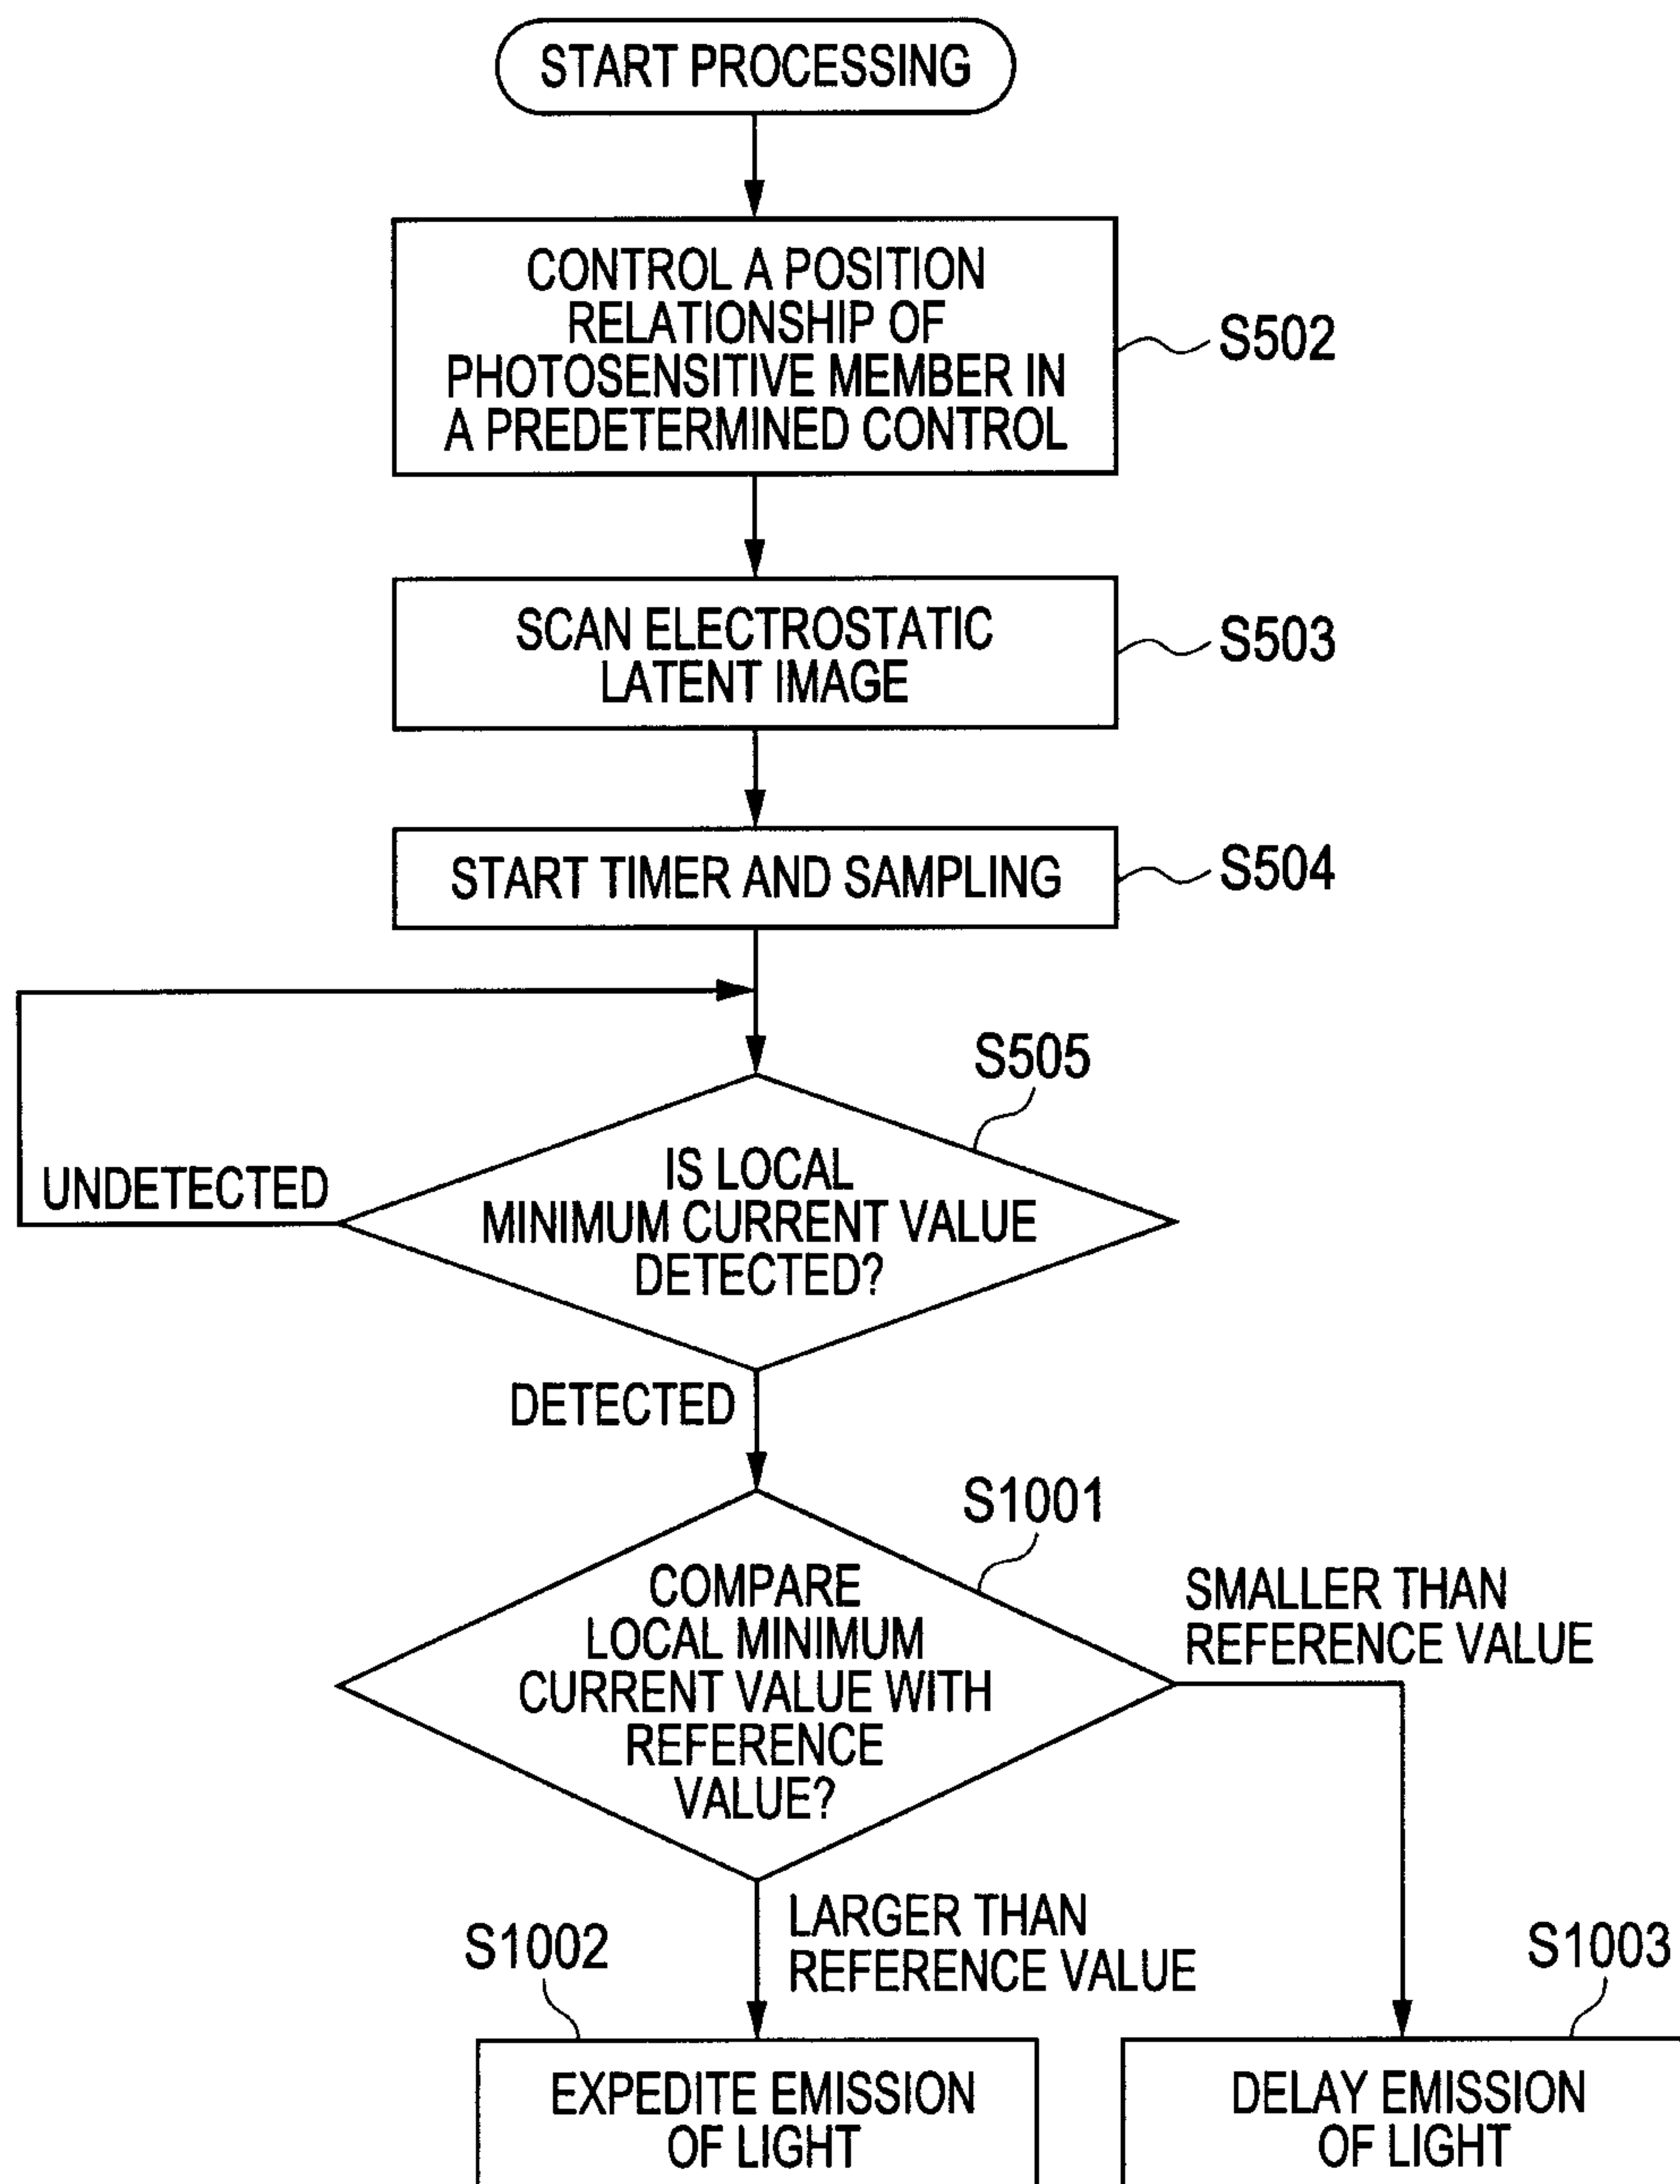 START PROCESSING
CONTROL A POSITION
RELATIONSHIP OF
PHOTOSENSITIVE MEMBER IN
A PREDETERMINED CONTROL
S502
SCAN ELECTROSTATIC
LATENT IMAGE
S503
START TIMER AND SAMPLING
S504
S505
IS LOCAL
MINIMUM CURRENT VALUE
DETECTED?
UNDETECTED
DETECTED
S1001
COMPARE
LOCAL MINIMUM
CURRENT VALUE WITH
REFERENCE
VALUE?
SMALLER THAN
REFERENCE VALUE
LARGER THAN
REFERENCE VALUE
S1002
EXPEDITE EMISSION
OF LIGHT
S1003
DELAY EMISSION
OF LIGHT